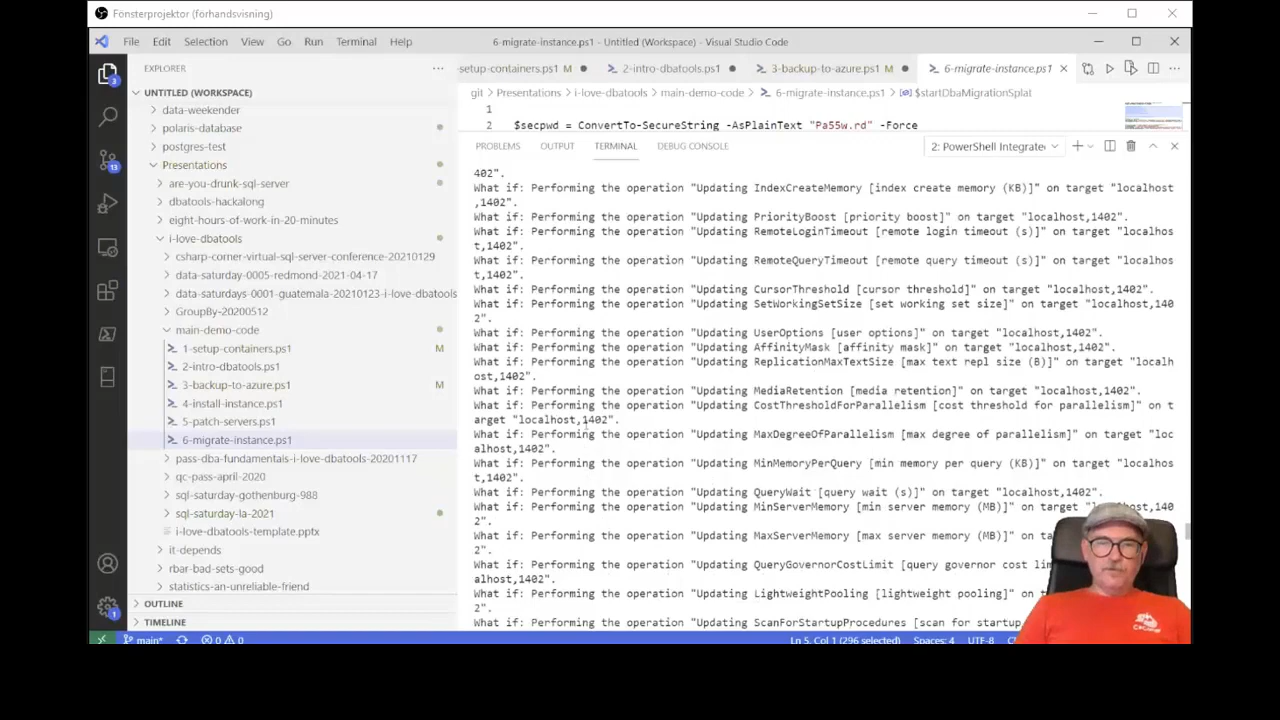 Fönsterprojektor (förhandsvisning)
File Edit Selection View Go Run Terminal Help
6-migrate-instance.ps1 - Untitled (Workspace) - Visual Studio Code
EXPLORER
-setup-containers.ps1 M
2-intro-dbatools.ps1
3-backup-to-azure.ps1 M
6-migrate-instance.ps1
UNTITLED (WORKSPACE)
data-weekender
polaris-database
postgres-test
Presentations
are-you-drunk-sql-server
dbatools-hackalong
eight-hours-of-work-in-20-minutes
i-love-dbatools
csharp-corner-virtual-sql-server-conference-20210129
data-saturday-0005-redmond-2021-04-17
data-saturdays-0001-guatemala-20210123-i-love-dbatools
GroupBy-20200512
main-demo-code
1-setup-containers.ps1 M
2-intro-dbatools.ps1
3-backup-to-azure.ps1 M
4-install-instance.ps1
5-patch-servers.ps1
6-migrate-instance.ps1
pass-dba-fundamentals-i-love-dbatools-20201117
qc-pass-april-2020
sql-saturday-gothenburg-988
sql-saturday-la-2021
i-love-dbatools-template.pptx
it-depends
rbar-bad-sets-good
statistics-an-unreliable-friend
OUTLINE
TIMELINE
git > Presentations > i-love-dbatools > main-demo-code > 6-migrate-instance.ps1 > $startDbaMigrationSplat
1
2 $secpwd = ConvertTo-SecureString -AsPlainText "Pa55w.rd" -Force
PROBLEMS OUTPUT TERMINAL DEBUG CONSOLE
2: PowerShell Integrated
402".
What if: Performing the operation "Updating IndexCreateMemory [index create memory (KB)]" on target "localhost
,1402".
What if: Performing the operation "Updating PriorityBoost [priority boost]" on target "localhost,1402".
What if: Performing the operation "Updating RemoteLoginTimeout [remote login timeout (s)]" on target "localhos
t,1402".
What if: Performing the operation "Updating RemoteQueryTimeout [remote query timeout (s)]" on target "localhos
t,1402".
What if: Performing the operation "Updating CursorThreshold [cursor threshold]" on target "localhost,1402".
What if: Performing the operation "Updating SetWorkingSetSize [set working set size]" on target "localhost,140
2".
What if: Performing the operation "Updating UserOptions [user options]" on target "localhost,1402".
What if: Performing the operation "Updating AffinityMask [affinity mask]" on target "localhost,1402".
What if: Performing the operation "Updating ReplicationMaxTextSize [max text repl size (B)]" on target "localh
ost,1402".
What if: Performing the operation "Updating MediaRetention [media retention]" on target "localhost,1402".
What if: Performing the operation "Updating CostThresholdForParallelism [cost threshold for parallelism]" on t
arget "localhost,1402".
What if: Performing the operation "Updating MaxDegreeOfParallelism [max degree of parallelism]" on target "loc
alhost,1402".
What if: Performing the operation "Updating MinMemoryPerQuery [min memory per query (KB)]" on target "localhos
t,1402".
What if: Performing the operation "Updating QueryWait [query wait (s)]" on target "localhost,1402".
What if: Performing the operation "Updating MinServerMemory [min server memory (MB)]" on target "localhost,140
2".
What if: Performing the operation "Updating MaxServerMemory [max server memory (MB)]" on ta
2".
What if: Performing the operation "Updating QueryGovernorCostLimit [query governor cost lim
alhost,1402".
What if: Performing the operation "Updating LightweightPooling [lightweight pooling]" on t
2".
What if: Performing the operation "Updating ScanForStartupProcedures [scan for startup
main* 0 0
Ln 5, Col 1 (296 selected) Spaces: 4 UTF-8